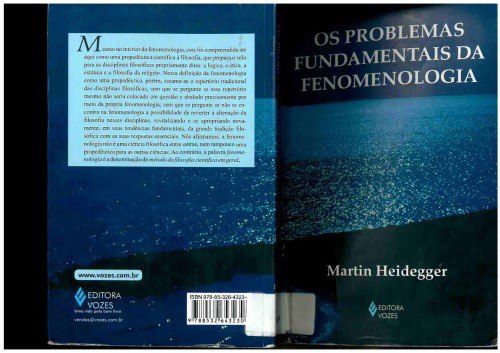 Mesmo no interior da fenomenologia, esta foi compreendida até
aqui como uma propedêutica científica à filosofia, que prepara o solo
para as disciplinas filosóficas propriamente ditas: a lógica, a ética, a
estética e a filosofia da religião. Nessa definição da fenomenologia
como uma propedêutica, porém, assume-se o repertório tradicional
das disciplinas filosóficas, sem que se pergunte se esse repertório
mesmo não seria colocado em questão e abalado precisamente por
meio da própria fenomenologia; sem que se pergunte se não se en-
contra na fenomenologia a possibilidade de reverter a alienação da
filosofia nessas disciplinas, revitalizando e se apropriando nova-
mente, em suas tendências fundamentais, da grande tradição filo-
sófica com as suas respostas essenciais. Nós afirmamos: a fenome-
nologia não é uma ciência filosófica entre outras, nem tampouco uma
propedêutica para as outras ciências. Ao contrário, a palavra fenome-
nologia é a denominação do método da filosofia científica em geral.
www.vozes.com.br
EDITORA
VOZES
Uma vida pelo bom livro
vendas@vozes.com.br
ISBN 978-85-326-4323-
9 788532 643230
OS PROBLEMAS
FUNDAMENTAIS DA
FENOMENOLOGIA
Martin Heidegger
EDITORA
VOZES